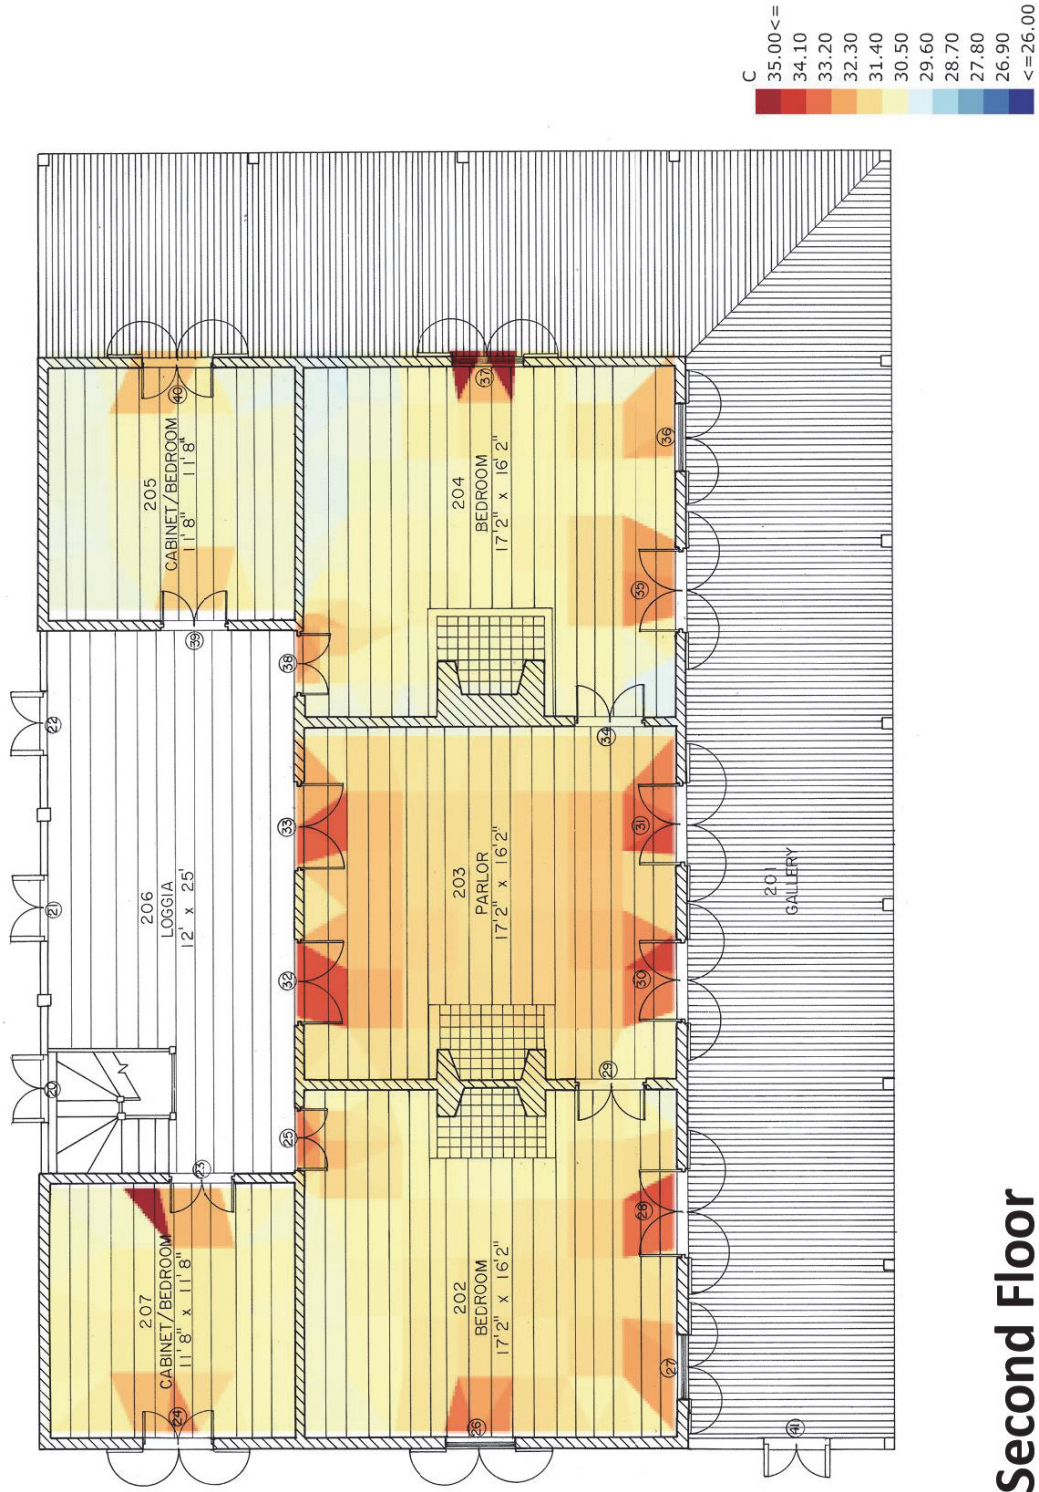 C
35.00<=
34.10
33.20
32.30
31.40
30.50
29.60
28.70
27.80
26.90
<=26.00
22
21
20
206
LOGGIA
12' x 25'
205
CABINET/BEDROOM
11' 8" 11' 8"
40
39
207
CABINET/BEDROOM
11' 8" x 11' 8"
23
24
204
BEDROOM
17'2" x 16' 2"
38
37
36
35
34
203
PARLOR
17'2" x 16'2"
33
32
31
30
29
202
BEDROOM
17'2" x 16'2"
25
26
28
27
201
GALLERY
41
Second Floor